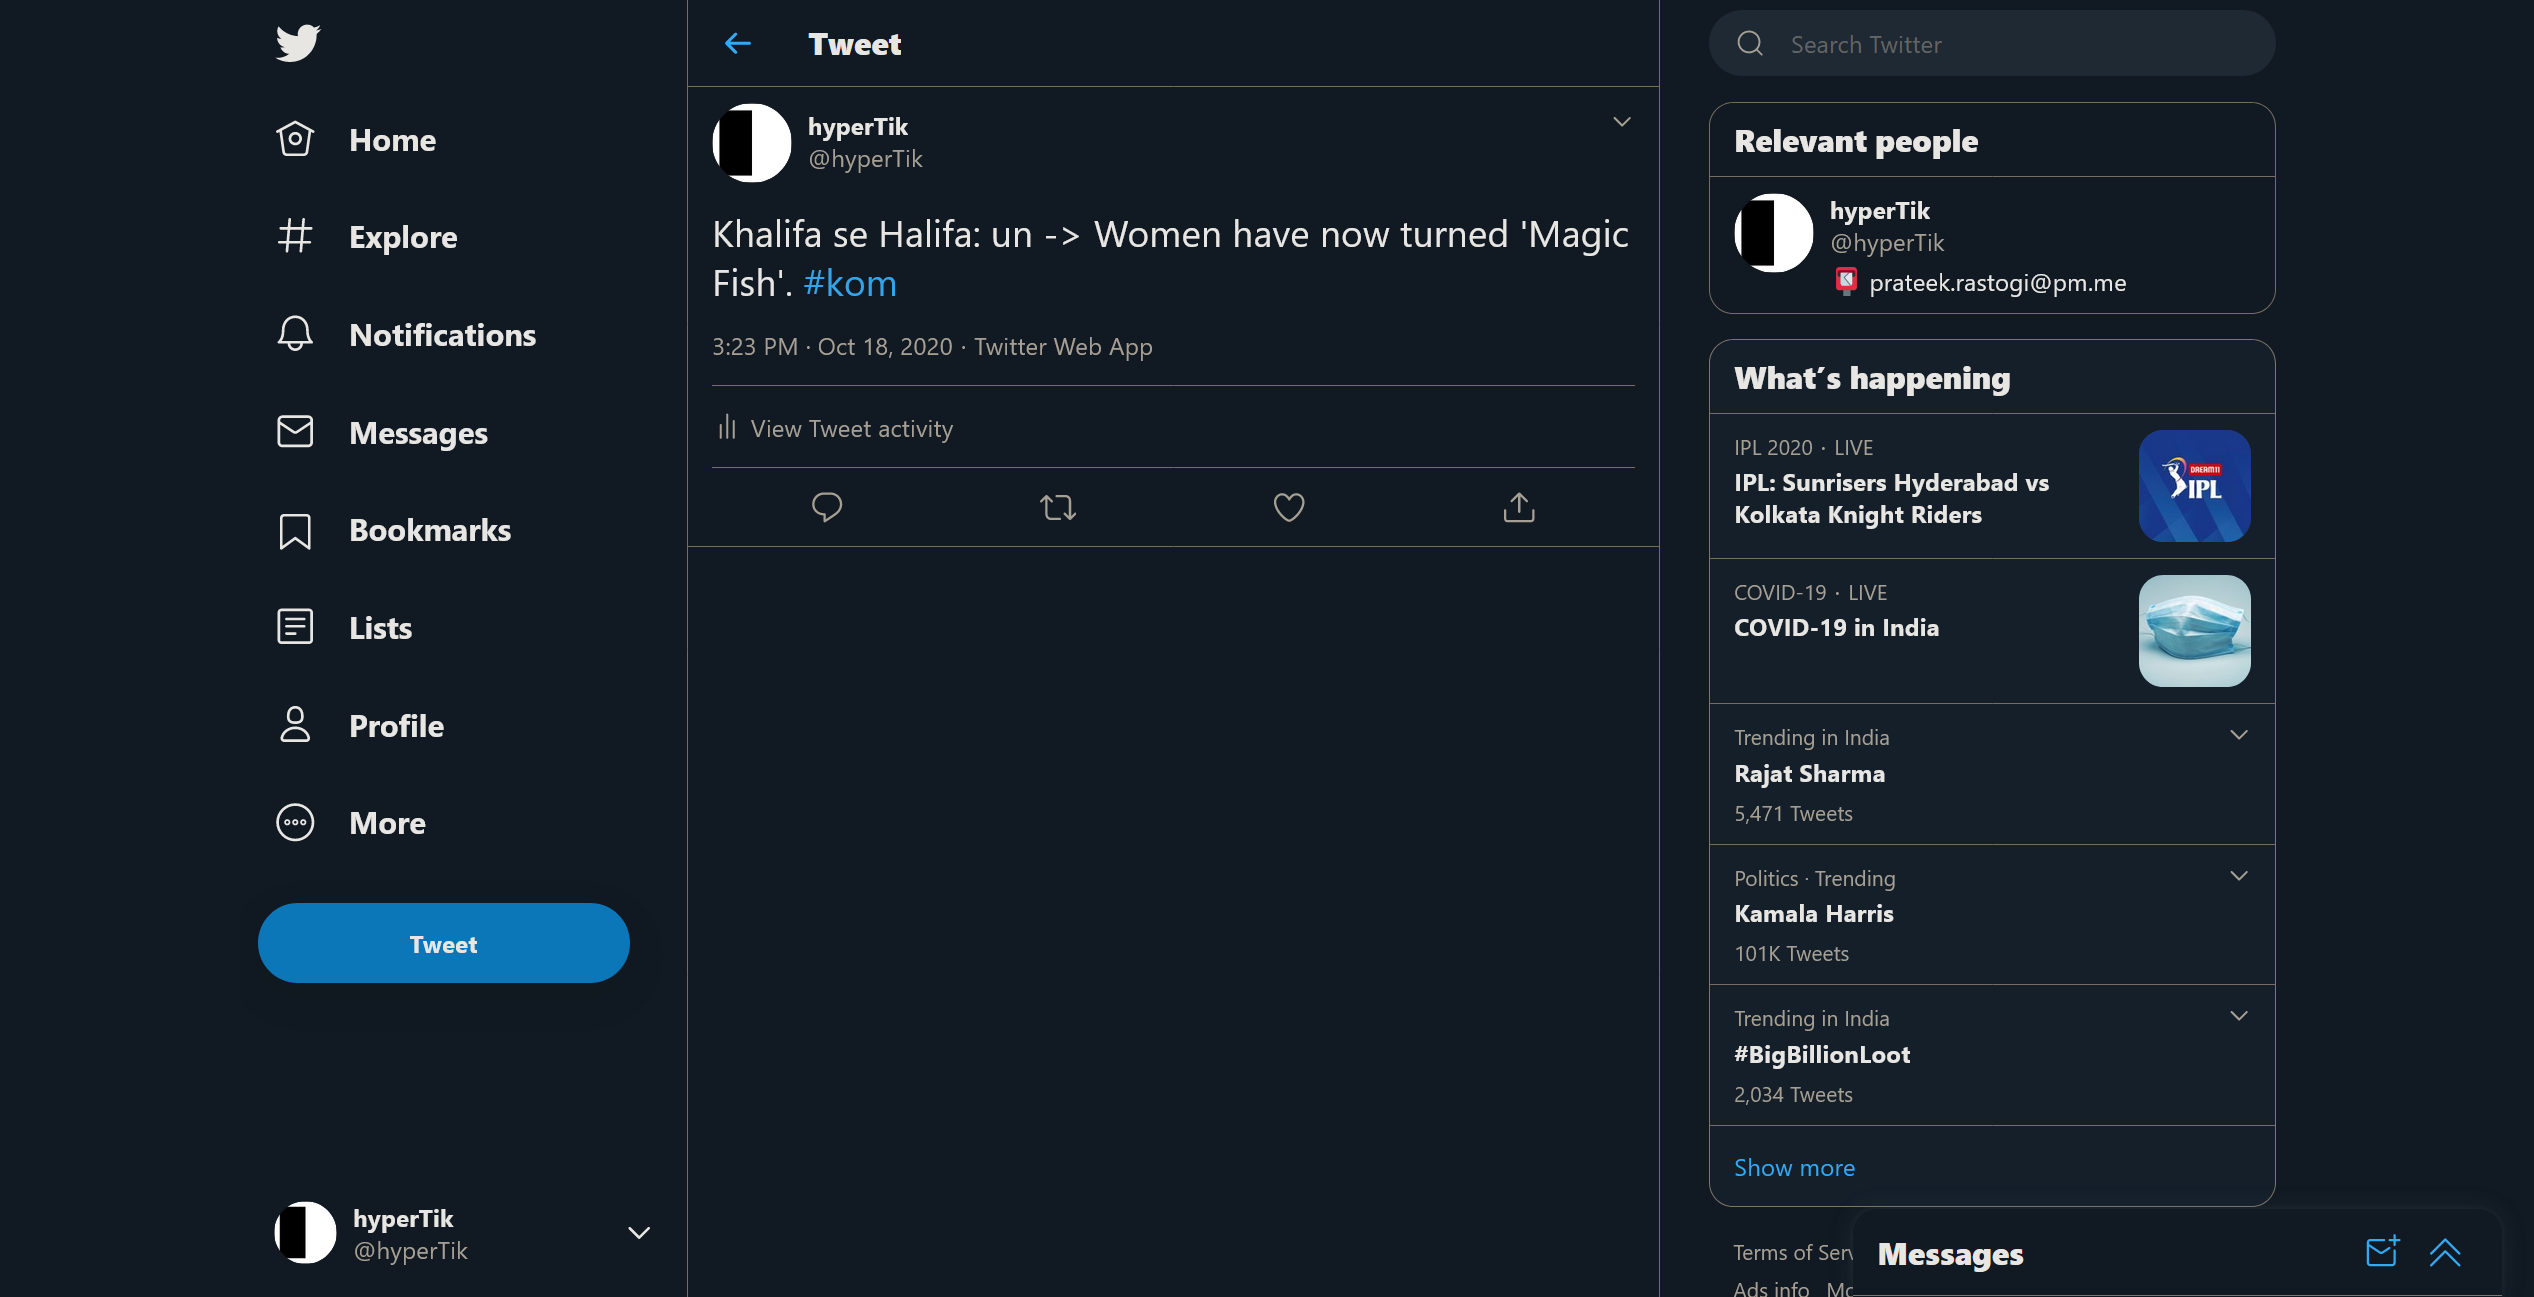 Home
Explore
Notifications
Messages
Bookmarks
Lists
Profile
More
Tweet
hyperTik
@hyperTik
Tweet
hyperTik
@hyperTik
Khalifa se Halifa: un -> Women have now turned 'Magic
Fish'. #kom
3:23 PM · Oct 18, 2020 · Twitter Web App
View Tweet activity
Search Twitter
Relevant people
hyperTik
@hyperTik
prateek.rastogi@pm.me
What's happening
IPL 2020 · LIVE
IPL: Sunrisers Hyderabad vs
Kolkata Knight Riders
DREAM11
IPL
COVID-19 · LIVE
COVID-19 in India
Trending in India
Rajat Sharma
5,471 Tweets
Politics · Trending
Kamala Harris
101K Tweets
Trending in India
#BigBillionLoot
2,034 Tweets
Show more
Terms of
Ads info
Messages